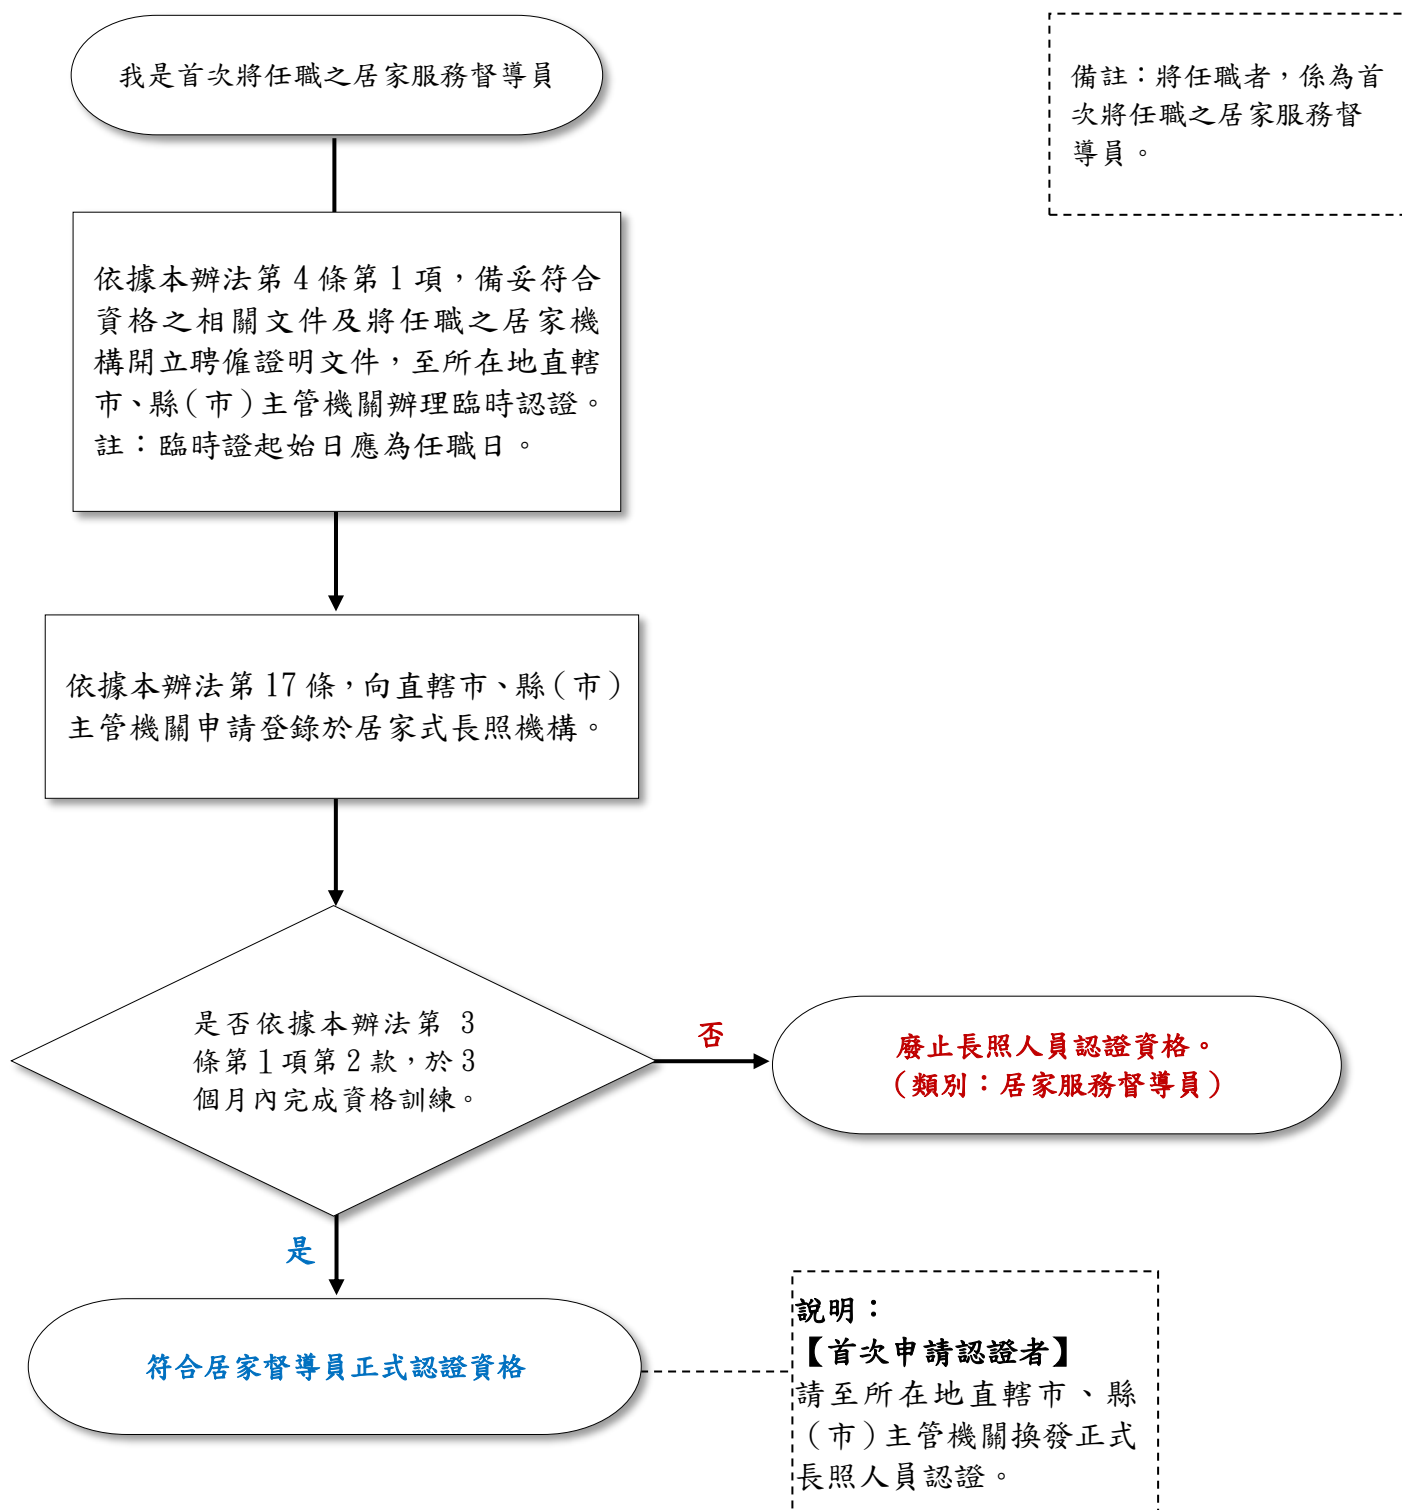 我是首次將任職之居家服務督導員
備註：將任職者，係為首
次將任職之居家服務督
導員。
依據本辦法第 4 條第 1 項，備妥符合
資格之相關文件及將任職之居家機
構開立聘僱證明文件，至所在地直轄
市、縣（市）主管機關辦理臨時認證。
註：臨時證起始日應為任職日。
依據本辦法第 17 條，向直轄市、縣（市）
主管機關申請登錄於居家式長照機構。
是否依據本辦法第 3
條第 1 項第 2 款，於 3
個月內完成資格訓練。
否
廢止長照人員認證資格。
（類別：居家服務督導員）
是
符合居家督導員正式認證資格
說明：
【首次申請認證者】
請至所在地直轄市、縣
（市）主管機關換發正式
長照人員認證。